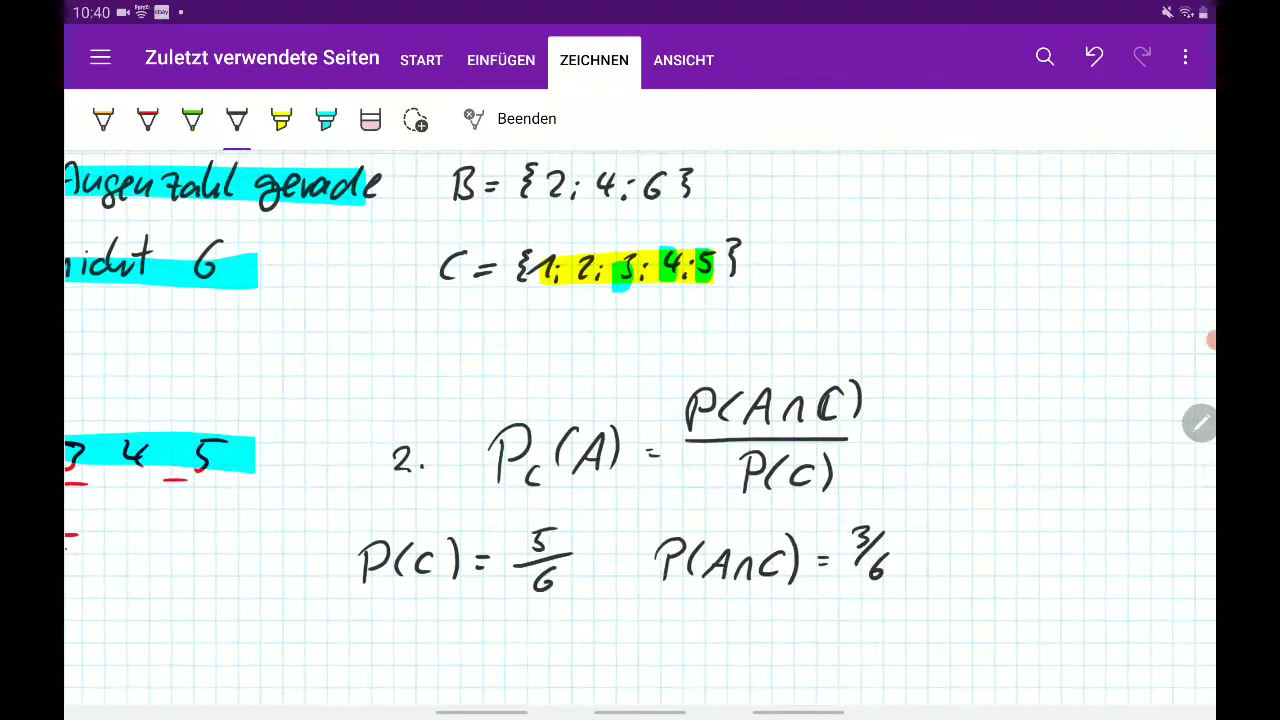 10:40
Zuletzt verwendete Seiten START EINFÜGEN ZEICHNEN ANSICHT
Beenden
Augenzahl gerade B = {2; 4; 6}
nicht 6 C = {1; 2; 3; 4; 5}
P(A∩C)
3 4 5 2. P_C(A) = ―
P(C)
P(C) = 5/6 P(A∩C) = 3/6